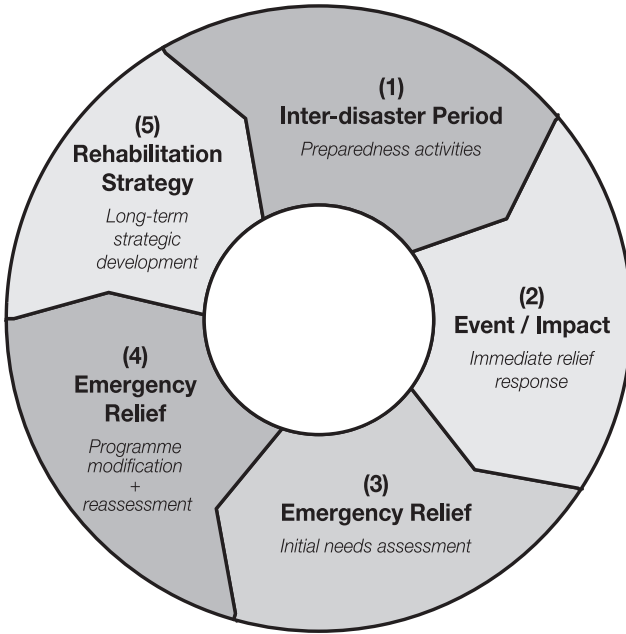 (1)
Inter-disaster Period
Preparedness activities
(2)
Event / Impact
Immediate relief
response
(3)
Emergency Relief
Initial needs assessment
(4)
Emergency
Relief
Programme
modification
+
reassessment
(5)
Rehabilitation
Strategy
Long-term
strategic
development